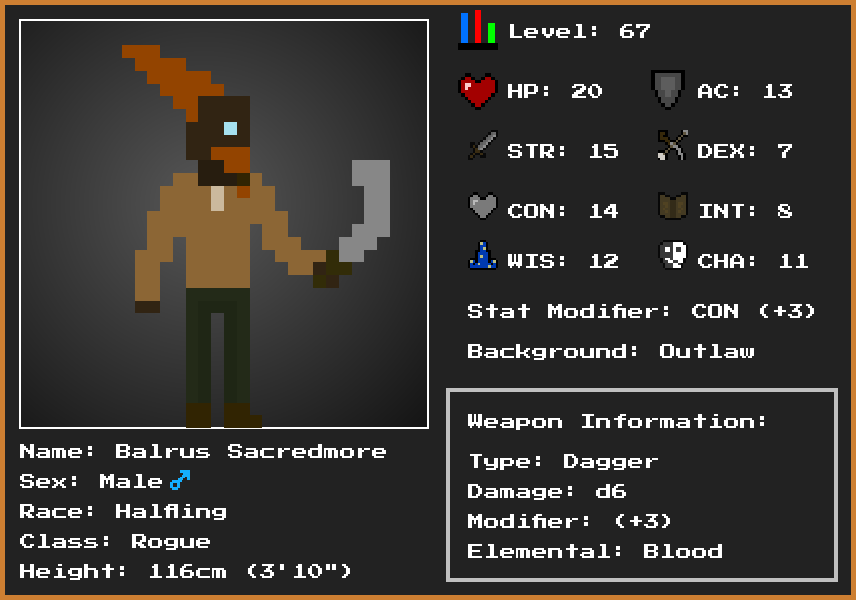 Level: 67
HP: 20 AC: 13
STR: 15 DEX: 7
CON: 14 INT: 8
WIS: 12 CHA: 11
Stat Modifier: CON (+3)
Background: Outlaw
Weapon Information:
Type: Dagger
Damage: d6
Modifier: (+3)
Elemental: Blood
Name: Balrus Sacredmore
Sex: Male♂
Race: Halfling
Class: Rogue
Height: 116cm (3'10")